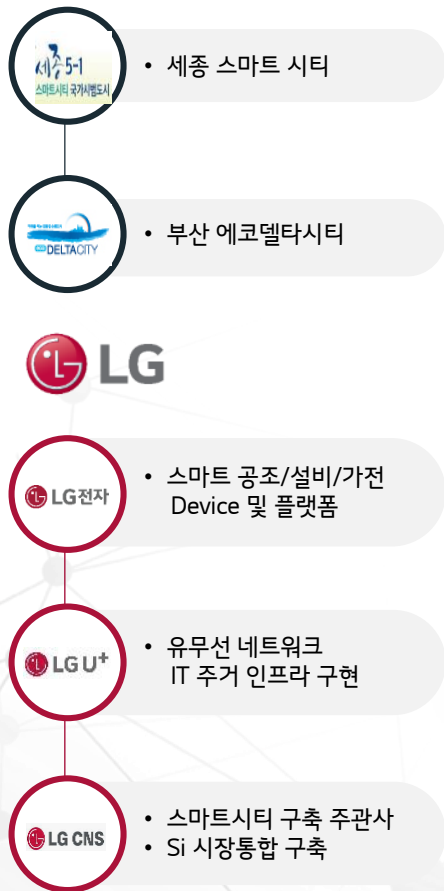 세종 5-1
스마트시티 국가시범도시
• 세종 스마트 시티
DELTACITY
• 부산 에코델타시티
LG
LG전자
• 스마트 공조/설비/가전
Device 및 플랫폼
LG U+
• 유무선 네트워크
IT 주거 인프라 구현
LG CNS
• 스마트시티 구축 주관사
• Si 시장통합 구축